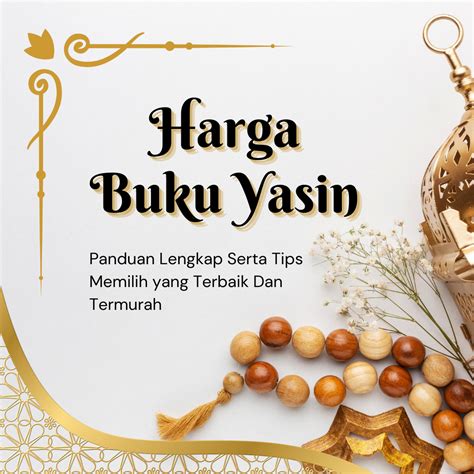 Harga
Buku Yasin
Panduan Lengkap Serta Tips
Memilih yang Terbaik Dan
Termurah